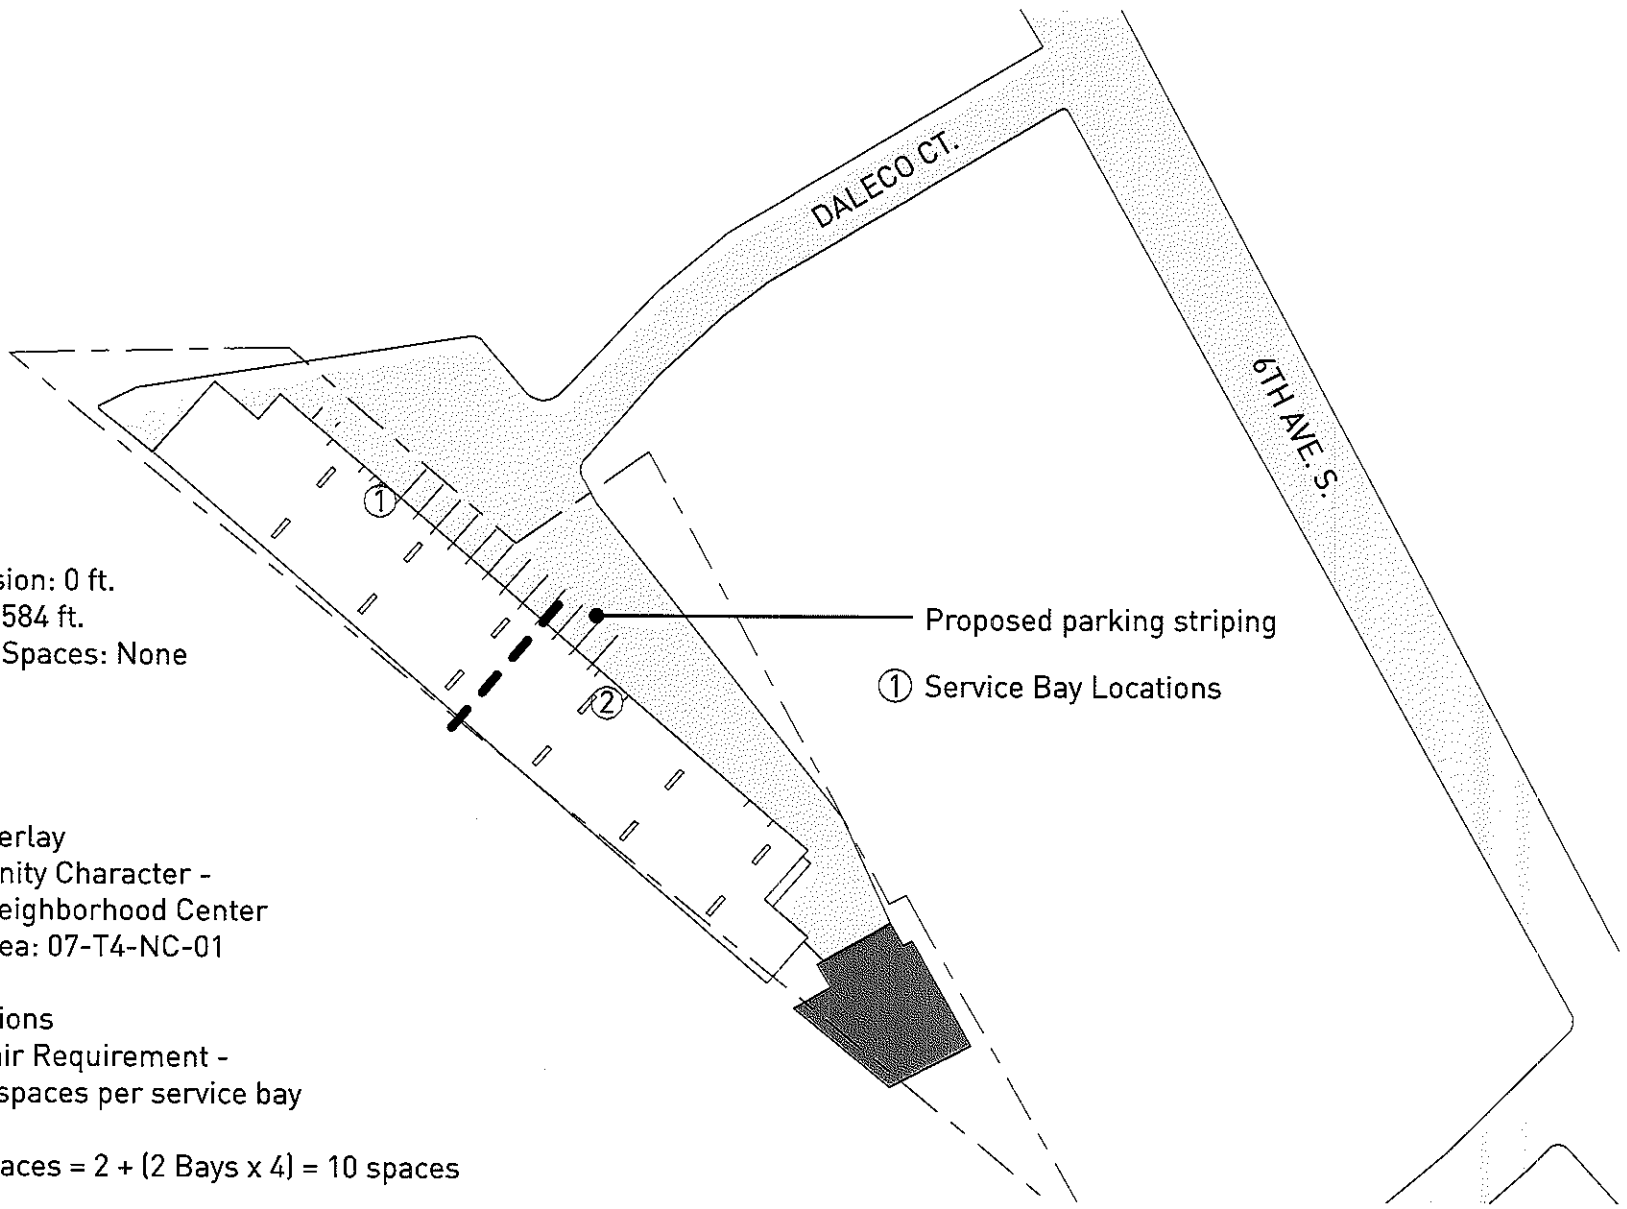 DALECO CT.
6TH AVE. S.
1
sion: 0 ft.
584 ft.
Spaces: None
Proposed parking striping
1 Service Bay Locations
2
erlay
nity Character -
eighborhood Center
ea: 07-T4-NC-01
ions
air Requirement -
spaces per service bay
aces = 2 + (2 Bays x 4) = 10 spaces